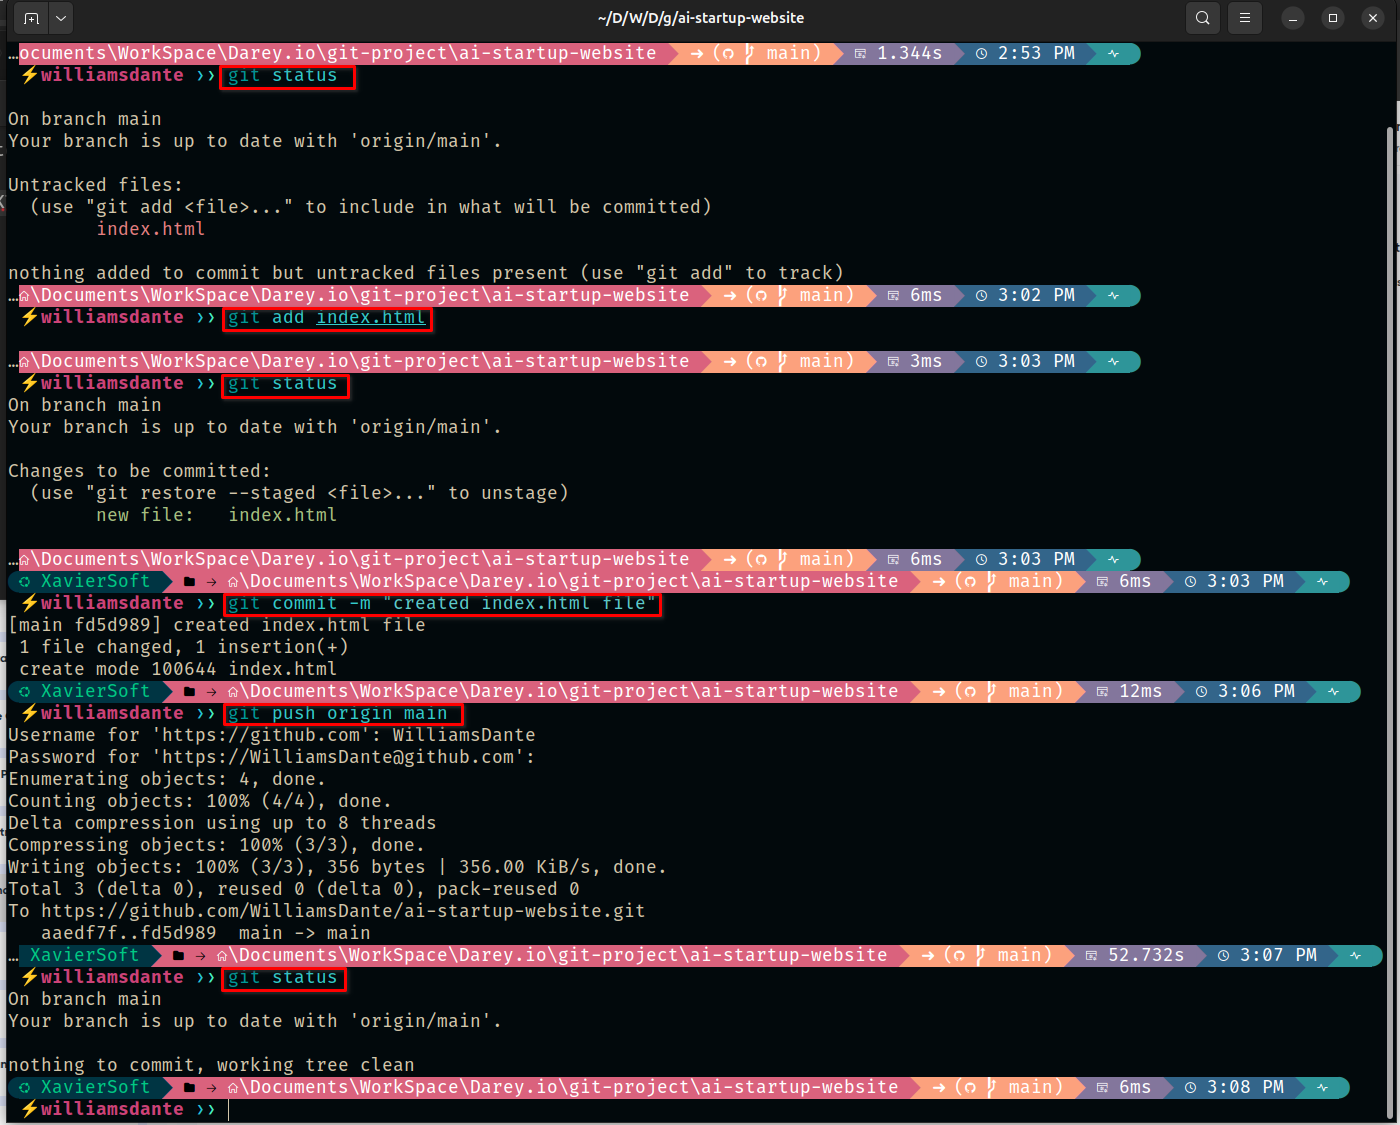 ~/D/W/D/g/ai-startup-website
…ocuments\WorkSpace\Darey.io\git-project\ai-startup-website → ( main) 1.344s 2:53 PM
⚡williamsdante ❯❯ git status
On branch main
Your branch is up to date with 'origin/main'.
Untracked files:
(use "git add <file>..." to include in what will be committed)
index.html
nothing added to commit but untracked files present (use "git add" to track)
…\Documents\WorkSpace\Darey.io\git-project\ai-startup-website → ( main) 6ms 3:02 PM
⚡williamsdante ❯❯ git add index.html
…\Documents\WorkSpace\Darey.io\git-project\ai-startup-website → ( main) 3ms 3:03 PM
⚡williamsdante ❯❯ git status
On branch main
Your branch is up to date with 'origin/main'.
Changes to be committed:
(use "git restore --staged <file>..." to unstage)
new file:   index.html
…\Documents\WorkSpace\Darey.io\git-project\ai-startup-website → ( main) 6ms 3:03 PM
XavierSoft → \Documents\WorkSpace\Darey.io\git-project\ai-startup-website → ( main) 6ms 3:03 PM
⚡williamsdante ❯❯ git commit -m "created index.html file"
[main fd5d989] created index.html file
1 file changed, 1 insertion(+)
create mode 100644 index.html
XavierSoft → \Documents\WorkSpace\Darey.io\git-project\ai-startup-website → ( main) 12ms 3:06 PM
⚡williamsdante ❯❯ git push origin main
Username for 'https://github.com': WilliamsDante
Password for 'https://WilliamsDante@github.com':
Enumerating objects: 4, done.
Counting objects: 100% (4/4), done.
Delta compression using up to 8 threads
Compressing objects: 100% (3/3), done.
Writing objects: 100% (3/3), 356 bytes | 356.00 KiB/s, done.
Total 3 (delta 0), reused 0 (delta 0), pack-reused 0
To https://github.com/WilliamsDante/ai-startup-website.git
aaedf7f..fd5d989  main -> main
… XavierSoft → \Documents\WorkSpace\Darey.io\git-project\ai-startup-website → ( main) 52.732s 3:07 PM
⚡williamsdante ❯❯ git status
On branch main
Your branch is up to date with 'origin/main'.
nothing to commit, working tree clean
XavierSoft → \Documents\WorkSpace\Darey.io\git-project\ai-startup-website → ( main) 6ms 3:08 PM
⚡williamsdante ❯❯